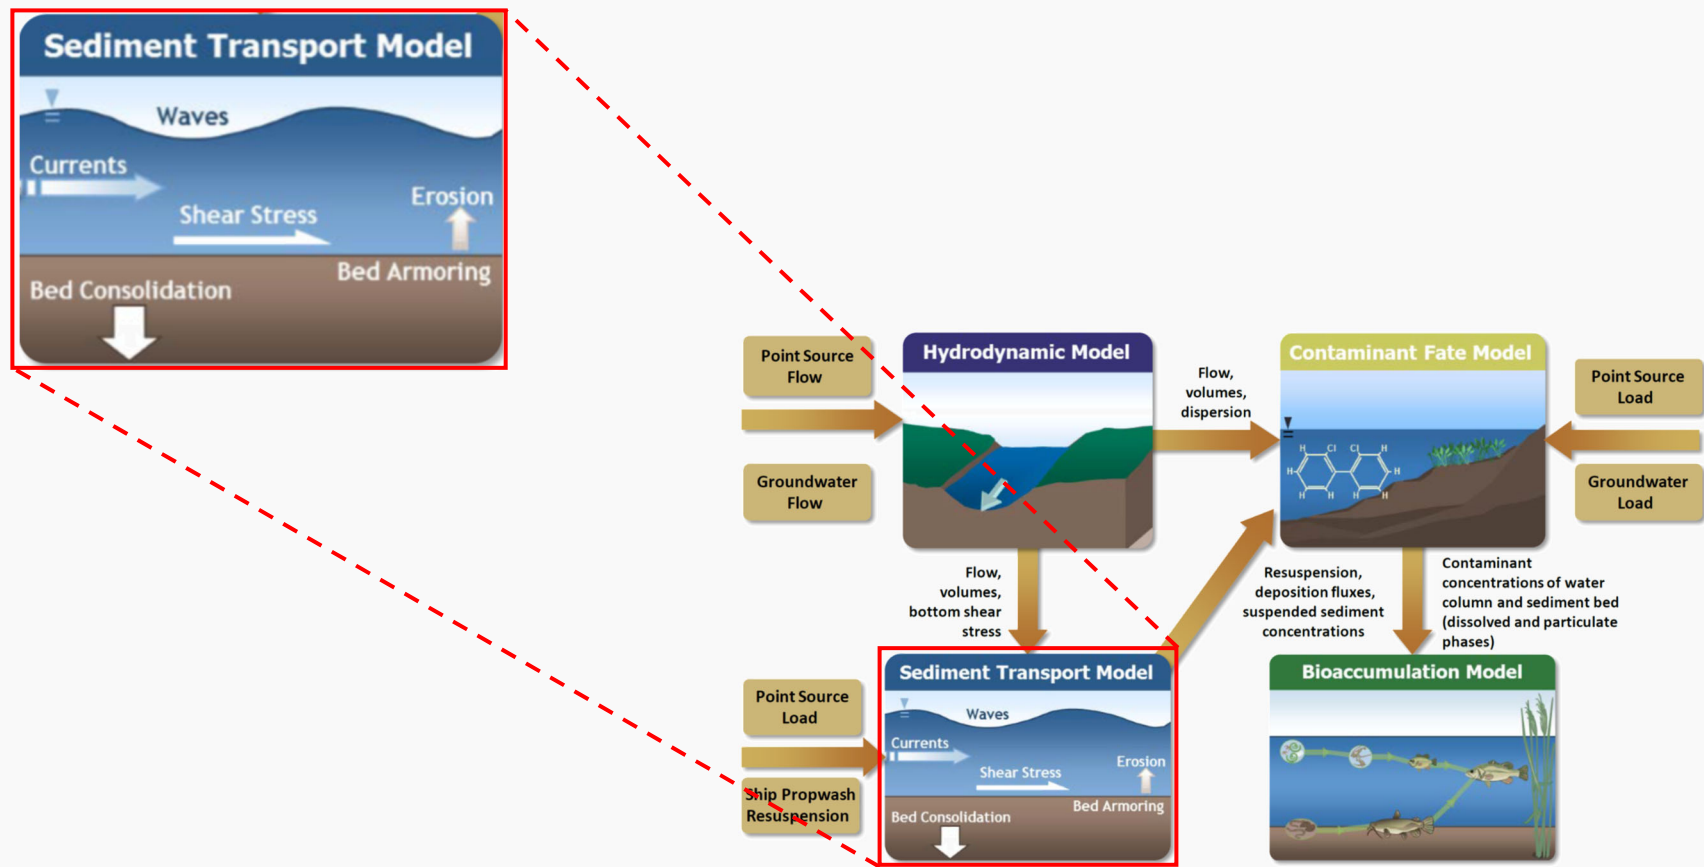 Sediment Transport Model
Waves
Currents
Erosion
Shear Stress
Bed Armoring
Bed Consolidation
Point Source
Flow
Groundwater
Flow
Hydrodynamic Model
Flow,
volumes,
dispersion
Contaminant Fate Model
H
Cl
Cl
H
H
H
H
H
H
H
H
Point Source
Load
Groundwater
Load
Flow,
volumes,
bottom shear
stress
Resuspension,
deposition fluxes,
suspended sediment
concentrations
Contaminant
concentrations of water
column and sediment bed
(dissolved and particulate
phases)
Point Source
Load
Ship Propwash
Resuspension
Sediment Transport Model
Waves
Currents
Erosion
Shear Stress
Bed Armoring
Bed Consolidation
Bioaccumulation Model